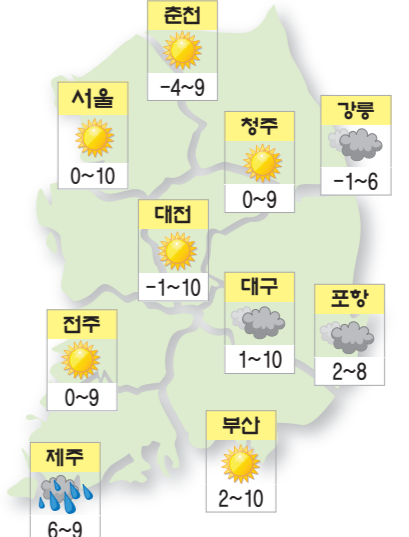 춘천
-4~9
서울
0~10
청주
0~9
강릉
-1~6
대전
-1~10
대구
1~10
포항
2~8
전주
0~9
부산
2~10
제주
6~9